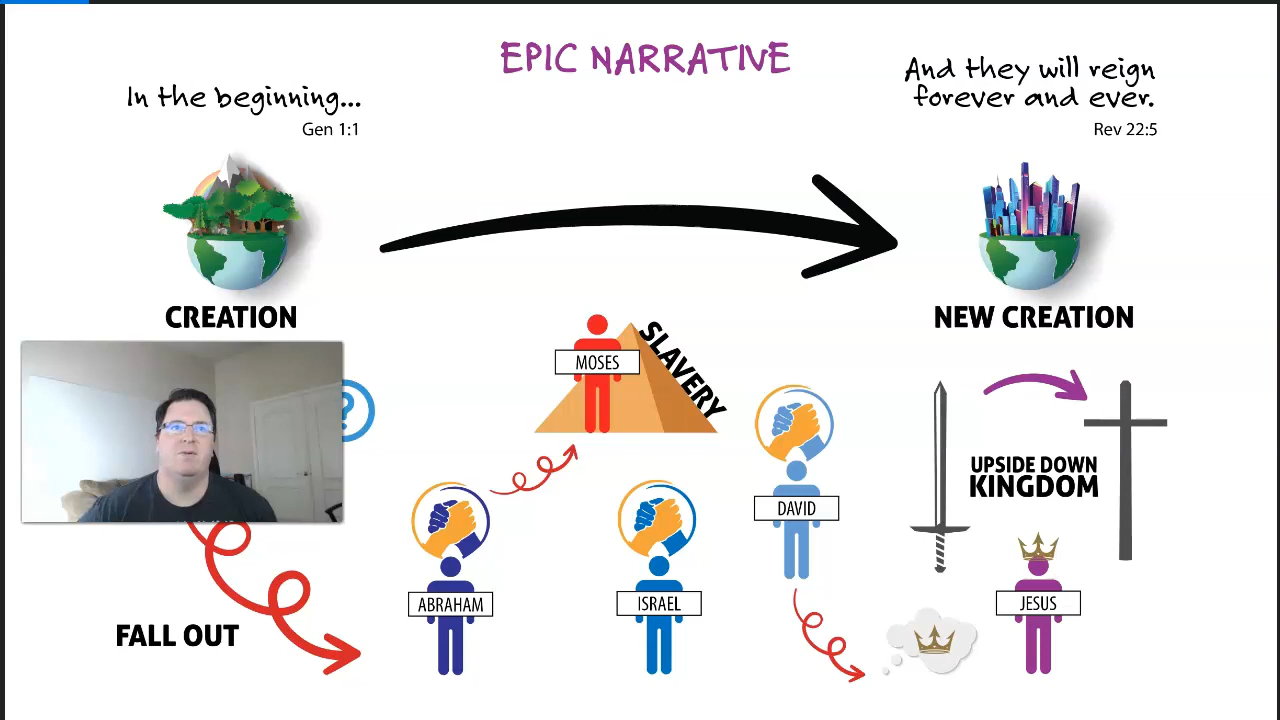 EPIC NARRATIVE
In the beginning...
Gen 1:1
And they will reign
forever and ever.
Rev 22:5
CREATION
NEW CREATION
MOSES
SLAVERY
?
DAVID
UPSIDE DOWN
KINGDOM
ABRAHAM
ISRAEL
JESUS
FALL OUT